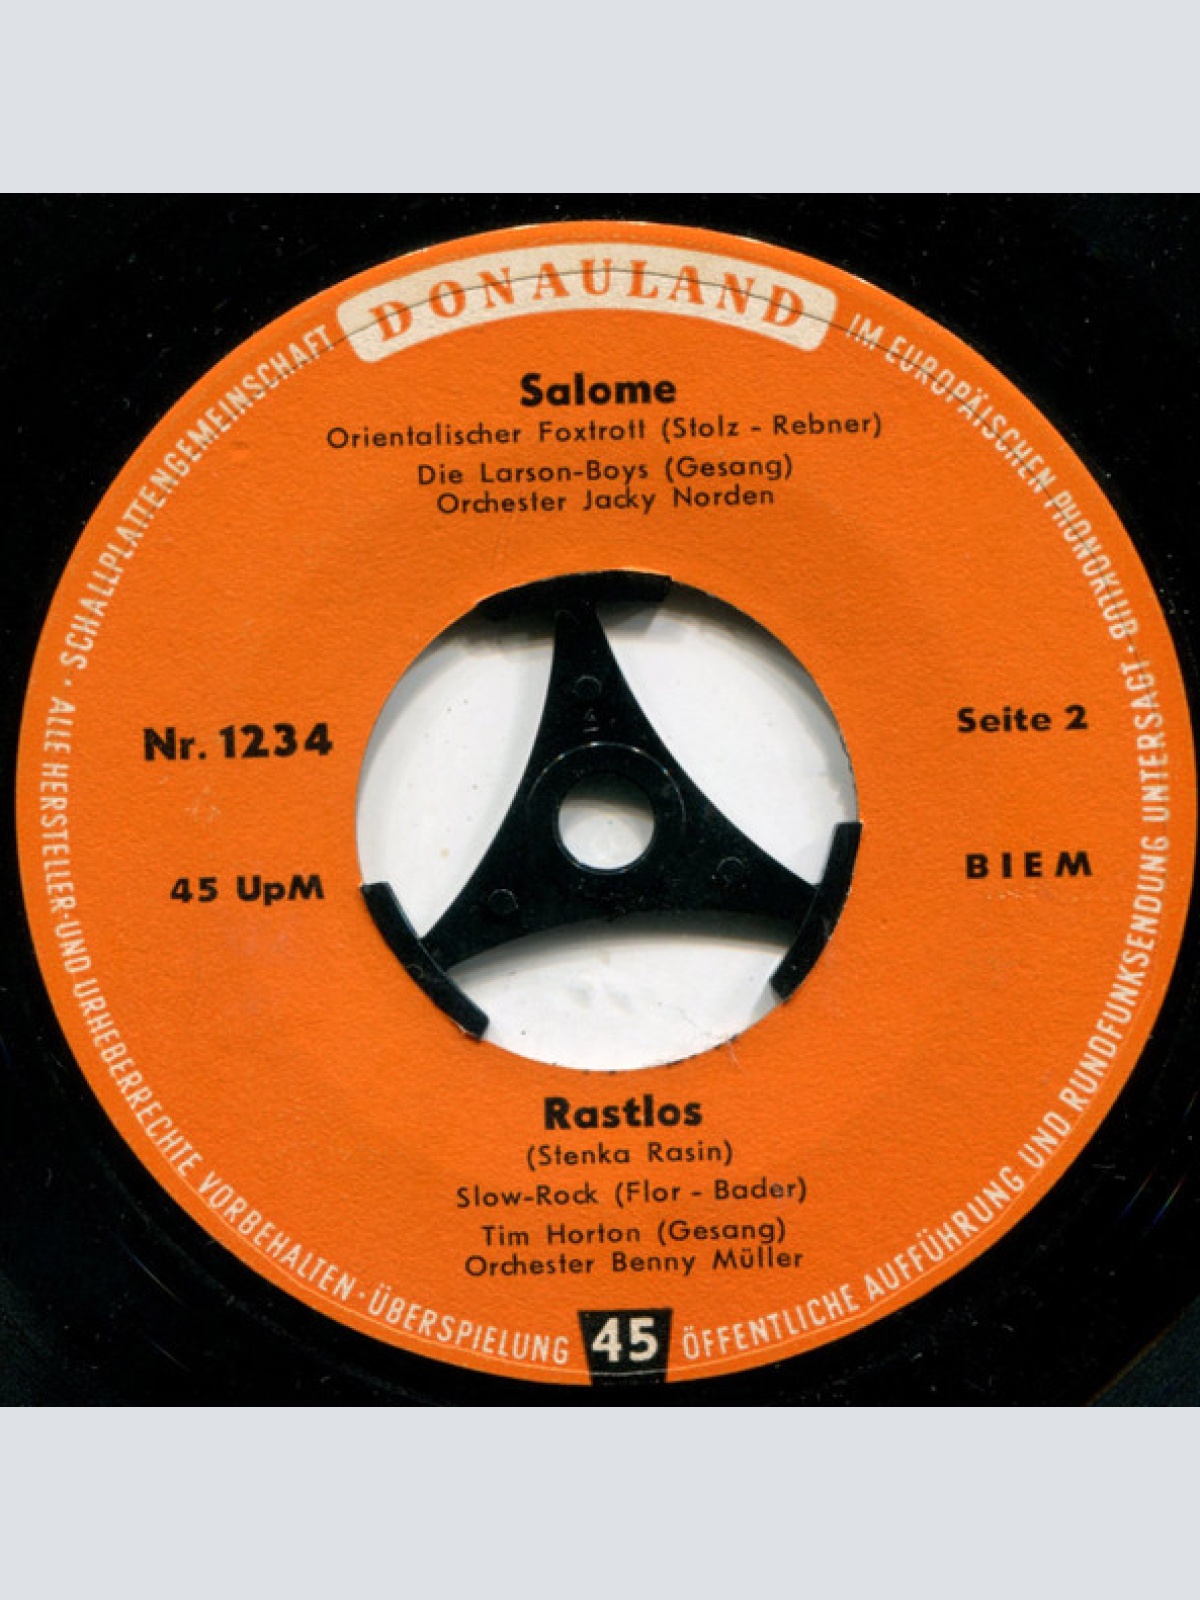 DONAULAND
SCHALLPLATTENGEMEINSCHAFT
IM EUROPÄISCHEN PHONOKLUB ·
Salome
Orientalischer Foxtrott (Stolz - Rebner)
Die Larson-Boys (Gesang)
Orchester Jacky Norden
Nr. 1234
Seite 2
45 UpM
BIEM
Rastlos
(Stenka Rasin)
Slow-Rock (Flor - Bader)
Tim Horton (Gesang)
Orchester Benny Müller
· ALLE HERSTELLER-UND URHEBERRECHTE VORBEHALTEN · ÜBERSPIELUNG
45
ÖFFENTLICHE AUFFÜHRUNG UND RUNDFUNKSENDUNG UNTERSAGT